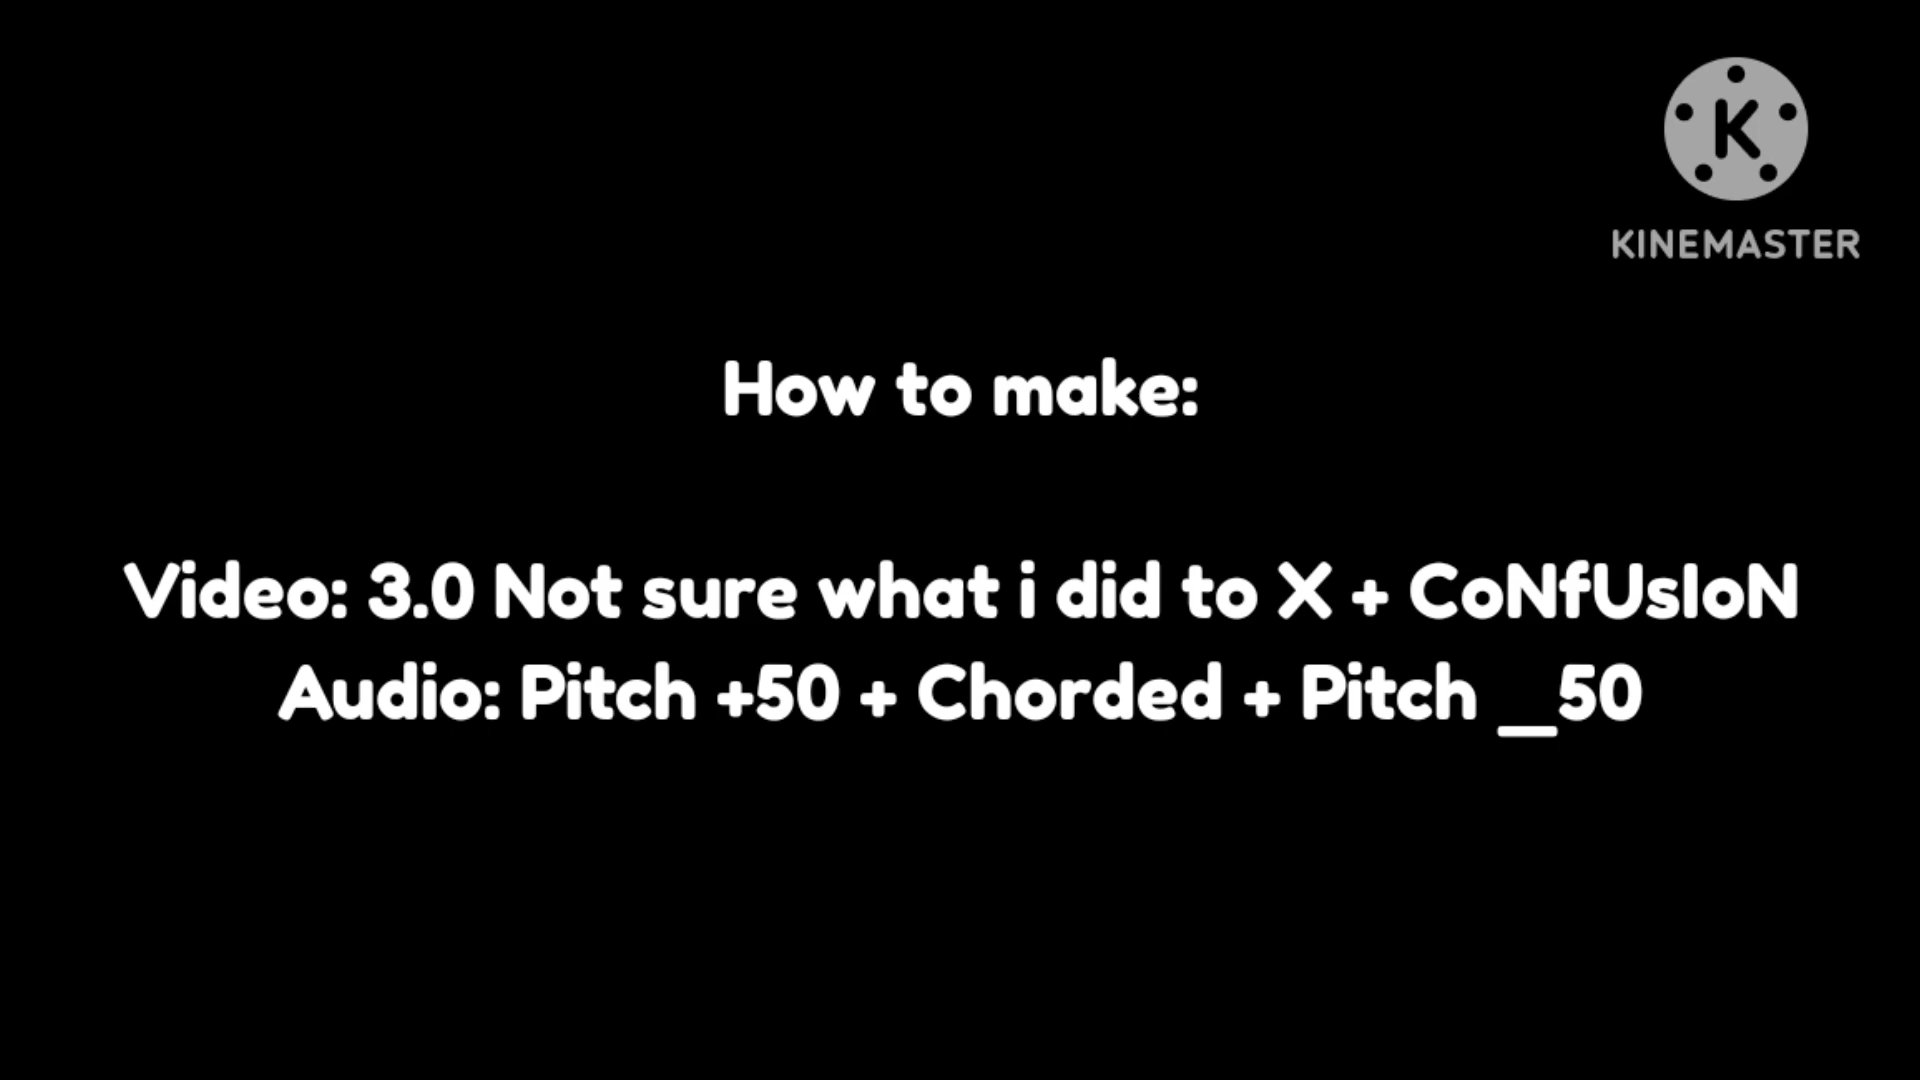 K
KINEMASTER
How to make:
Video: 3.0 Not sure what i did to X + CoNfUsIoN
Audio: Pitch +50 + Chorded + Pitch _50